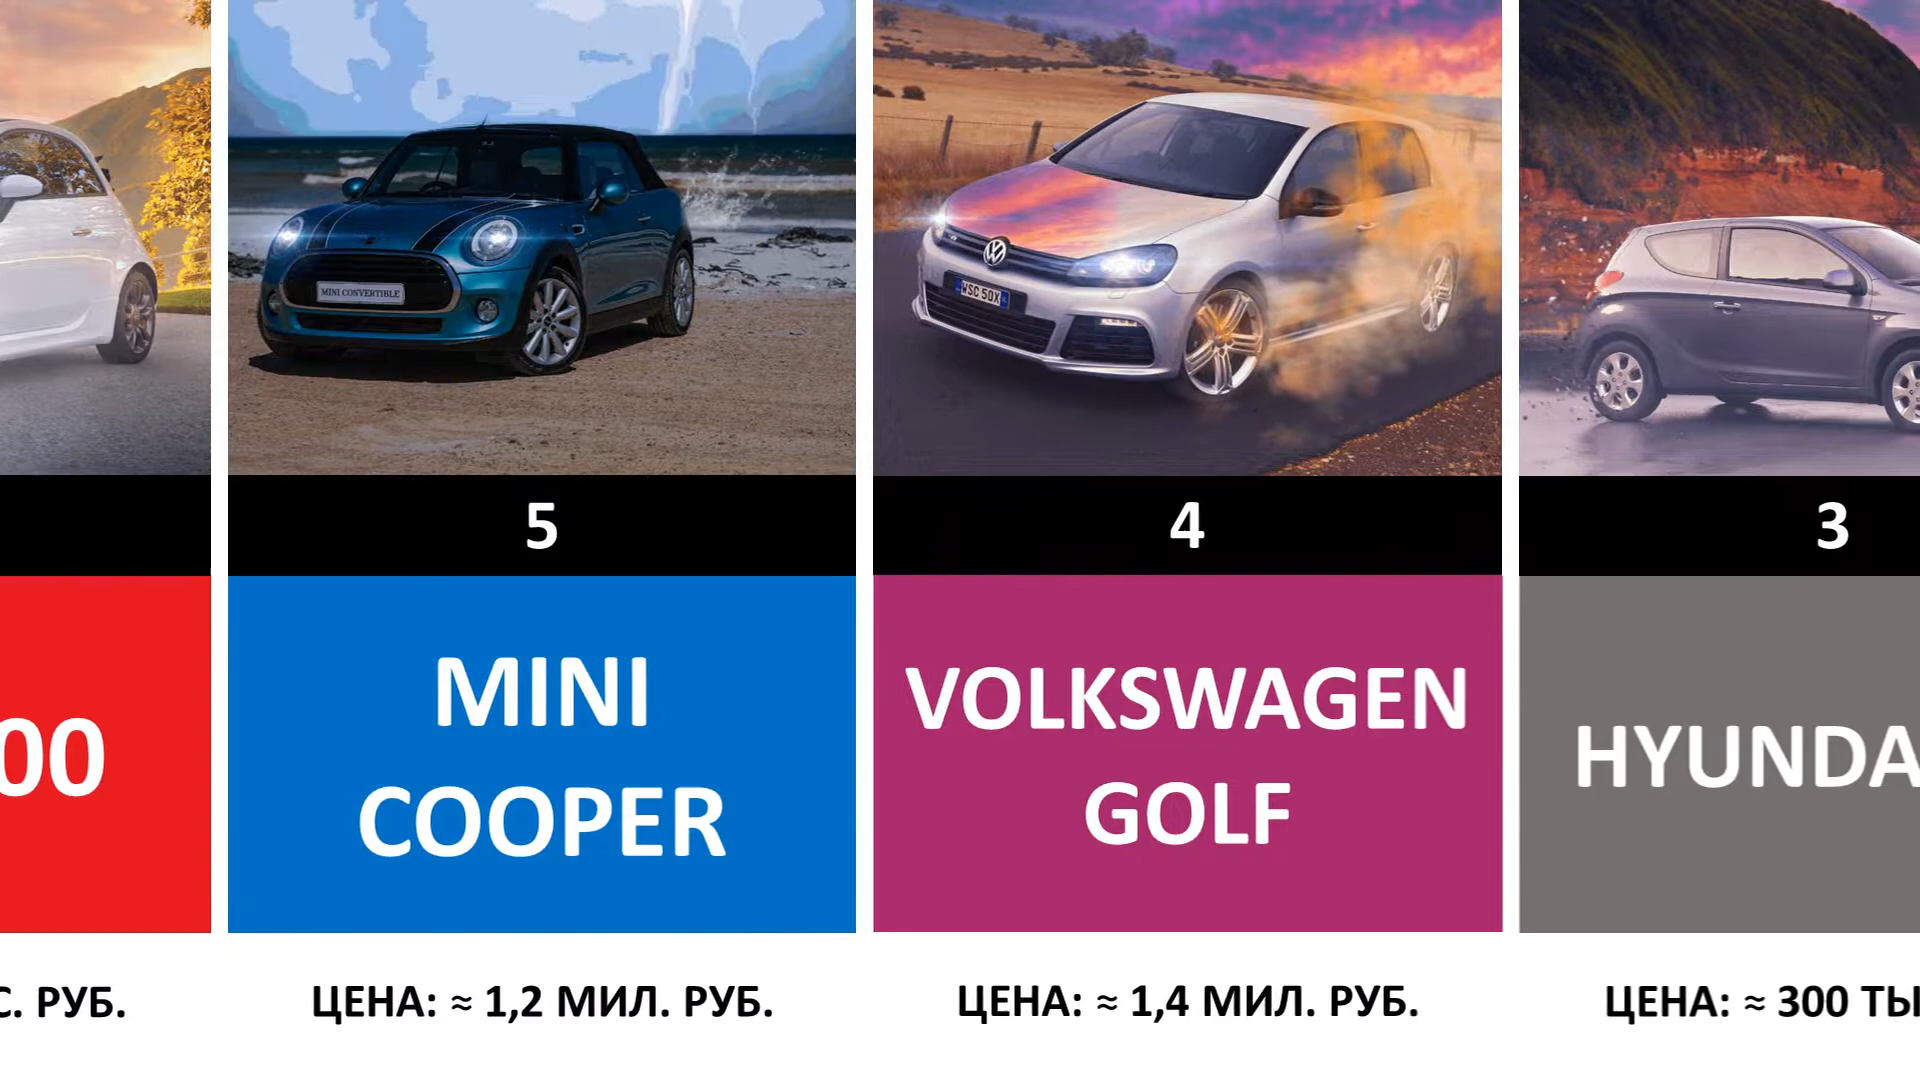 MINI CONVERTIBLE
WSC 50X
5
4
3
00
MINI
COOPER
VOLKSWAGEN
GOLF
HYUNDA
С. РУБ.
ЦЕНА: ≈ 1,2 МИЛ. РУБ.
ЦЕНА: ≈ 1,4 МИЛ. РУБ.
ЦЕНА: ≈ 300 ТЫ